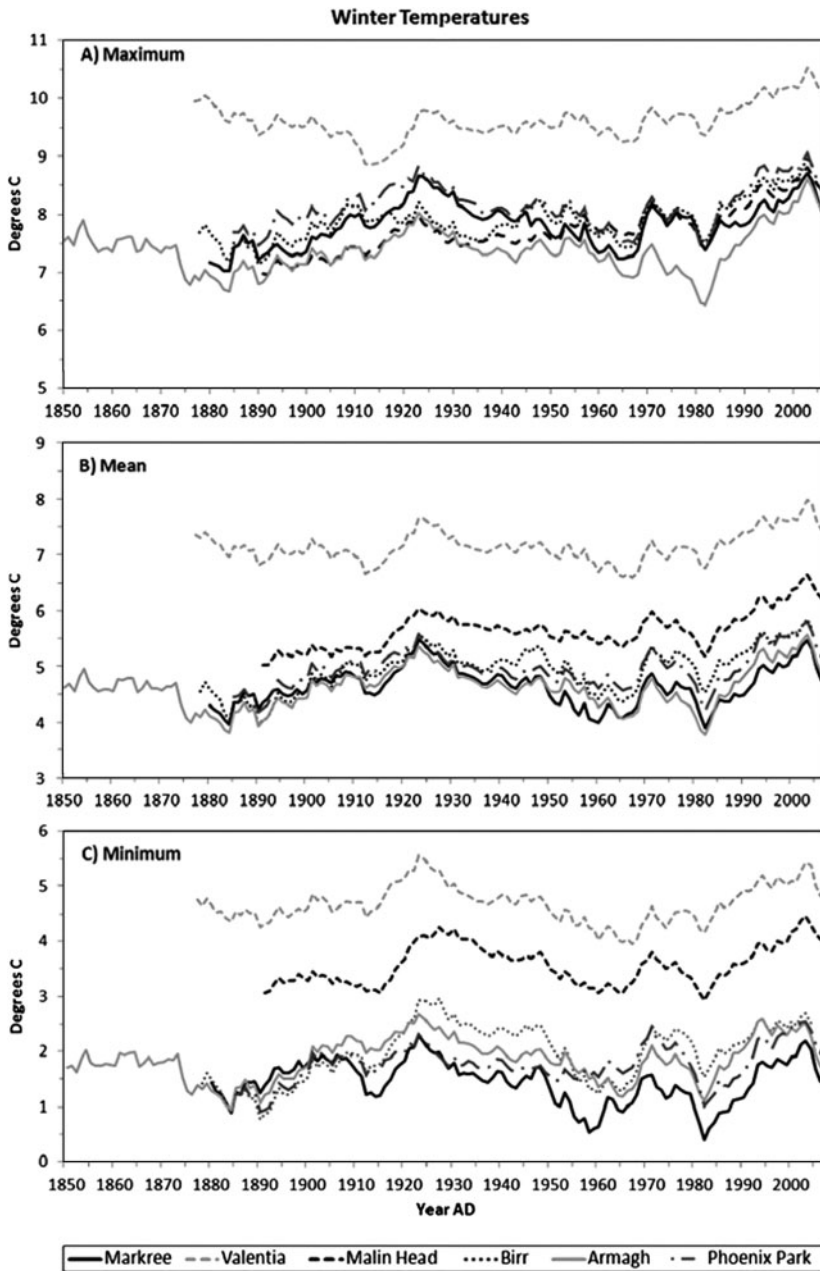 Winter Temperatures
A) Maximum
11
10
9
8
7
6
5
Degrees C
1850 1860 1870 1880 1890 1900 1910 1920 1930 1940 1950 1960 1970 1980 1990 2000
B) Mean
9
8
7
6
5
4
3
Degrees C
1850 1860 1870 1880 1890 1900 1910 1920 1930 1940 1950 1960 1970 1980 1990 2000
C) Minimum
6
5
4
3
2
1
0
Degrees C
1850 1860 1870 1880 1890 1900 1910 1920 1930 1940 1950 1960 1970 1980 1990 2000
Year AD
Markree Valentia Malin Head Birr Armagh Phoenix Park